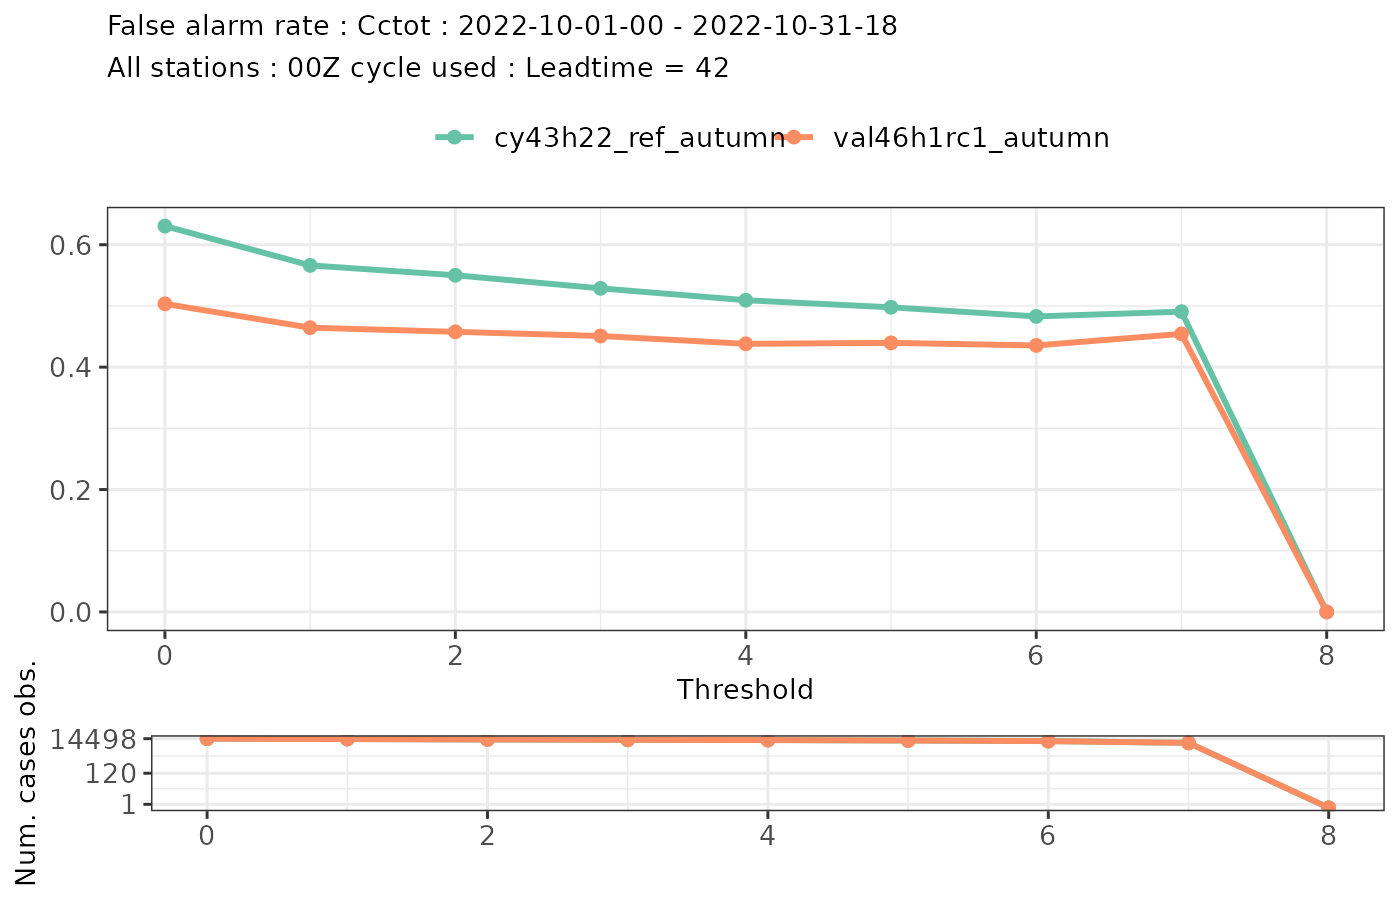 False alarm rate : Cctot : 2022-10-01-00 - 2022-10-31-18
All stations : 00Z cycle used : Leadtime = 42
cy43h22_ref_autumn val46h1rc1_autumn
0.6
0.4
0.2
0.0
0 2 4 6 8
Threshold
Num. cases obs.
14498
120
1
0 2 4 6 8